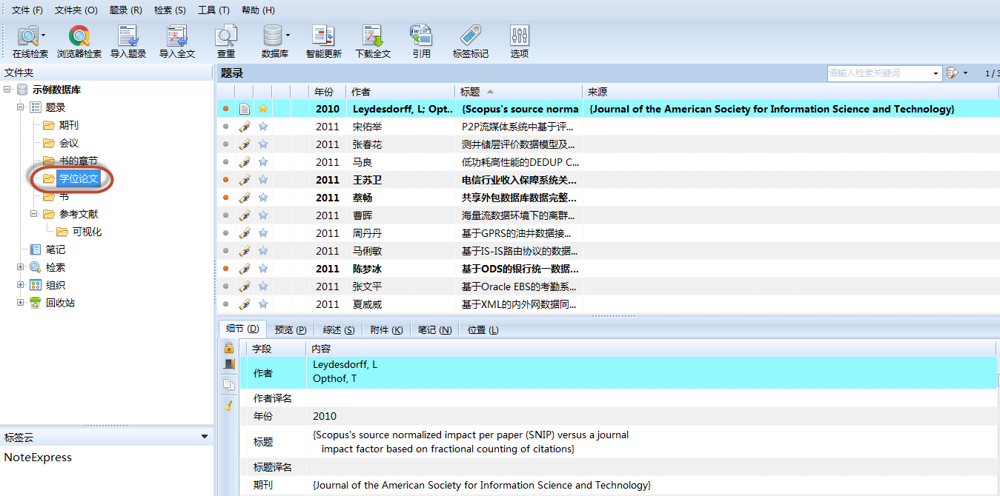 文件 (F) 文件夹 (O) 题录 (R) 检索 (S) 工具 (T) 帮助 (H)
在线检索 浏览器检索 导入题录 导入全文 查重 数据库 智能更新 下载全文 引用 标签标记 选项
文件夹
示例数据库
题录
期刊
会议
书的章节
学位论文
书
参考文献
可视化
笔记
检索
组织
回收站
标签云
NoteExpress
题录 请输入检索关键词 1 / 3
年份 作者 标题 来源
2010 Leydesdorff, L; Opt.. {Scopus's source norma {Journal of the American Society for Information Science and Technology}
2011 宋佑举 P2P流媒体系统中基于评...
2011 张春花 测井储层评价数据模型及...
2011 马良 低功耗高性能的DEDUP C...
2011 王苏卫 电信行业收入保障系统关...
2011 蔡畅 共享外包数据库数据完整...
2011 曹晖 海量流数据环境下的离群...
2011 周丹丹 基于GPRS的油井数据接...
2011 马俐敏 基于IS-IS路由协议的数据...
2011 陈梦冰 基于ODS的银行统一数据...
2011 张文平 基于Oracle EBS的考勤系...
2011 夏威威 基于XML的内外网数据同...
细节 (D) 预览 (P) 综述 (S) 附件 (K) 笔记 (N) 位置 (L)
字段 内容
作者 Leydesdorff, L
Opthof, T
作者译名
年份 2010
标题 {Scopus's source normalized impact per paper (SNIP) versus a journal
impact factor based on fractional counting of citations}
标题译名
期刊 {Journal of the American Society for Information Science and Technology}